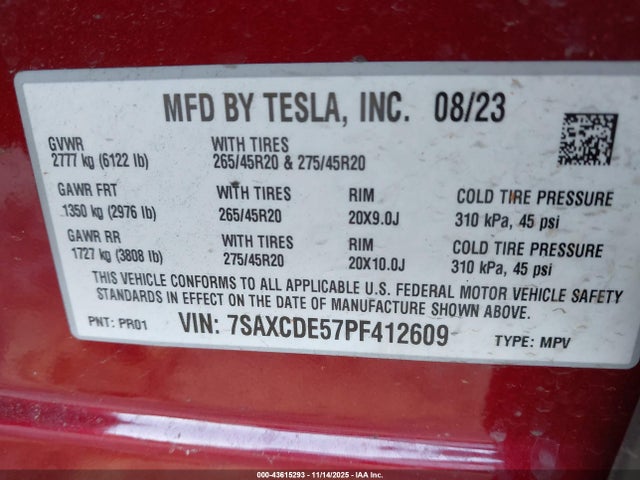 MFD BY TESLA, INC. 08/23
GVWR WITH TIRES
2777 kg (6122 lb) 265/45R20 & 275/45R20
GAWR FRT WITH TIRES RIM COLD TIRE PRESSURE
1350 kg (2976 lb) 265/45R20 20X9.0J 310 kPa, 45 psi
GAWR RR WITH TIRES RIM COLD TIRE PRESSURE
1727 kg (3808 lb) 275/45R20 20X10.0J 310 kPa, 45 psi
THIS VEHICLE CONFORMS TO ALL APPLICABLE U.S. FEDERAL MOTOR VEHICLE SAFETY
STANDARDS IN EFFECT ON THE DATE OF MANUFACTURE SHOWN ABOVE.
PNT: PR01 VIN: 7SAXCDE57PF412609 TYPE: MPV
000-43615293 - 11/14/2025 - IAA Inc.